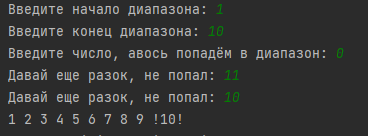 Введите начало диапазона: 1
Введите конец диапазона: 10
Введите число, авось попадём в диапазон: 0
Давай еще разок, не попал: 11
Давай еще разок, не попал: 10
1 2 3 4 5 6 7 8 9 !10!